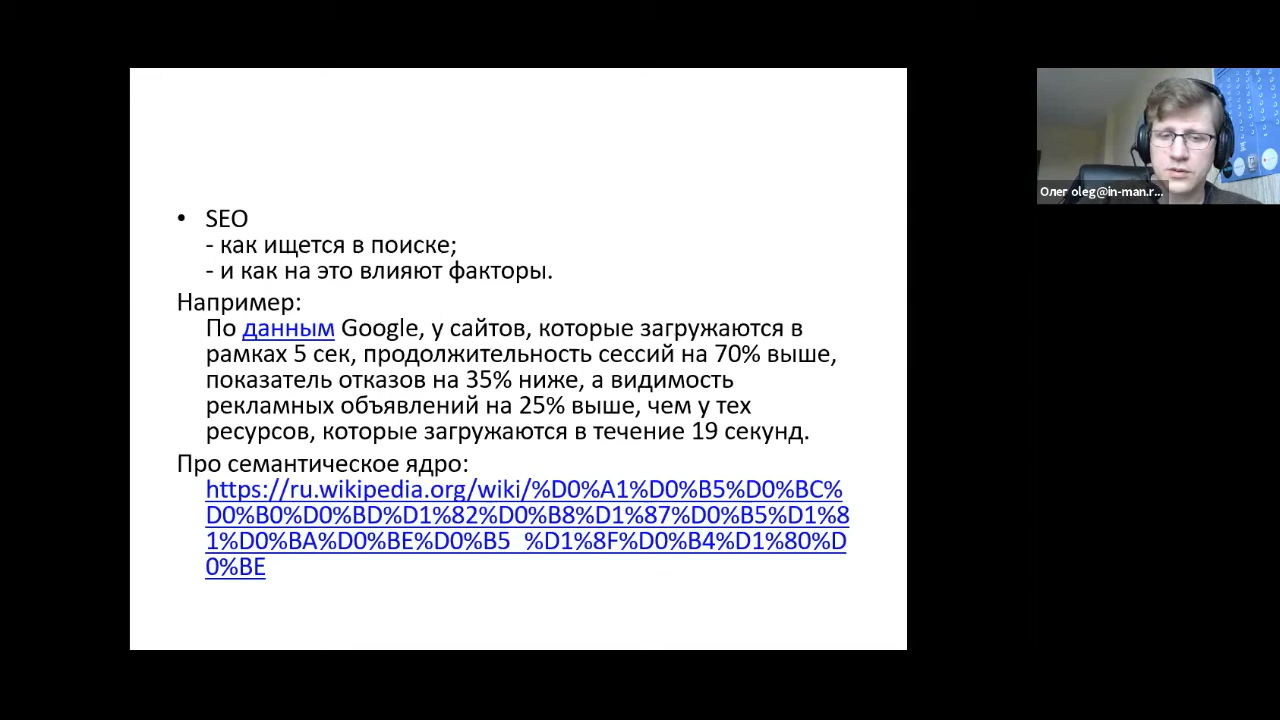 • SEO
- как ищется в поиске;
- и как на это влияют факторы.
Например:
По данным Google, у сайтов, которые загружаются в
рамках 5 сек, продолжительность сессий на 70% выше,
показатель отказов на 35% ниже, а видимость
рекламных объявлений на 25% выше, чем у тех
ресурсов, которые загружаются в течение 19 секунд.
Про семантическое ядро:
https://ru.wikipedia.org/wiki/%D0%A1%D0%B5%D0%BC%
D0%B0%D0%BD%D1%82%D0%B8%D1%87%D0%B5%D1%8
1%D0%BA%D0%BE%D0%B5_%D1%8F%D0%B4%D1%80%D
0%BE
Олег oleg@in-man.r...